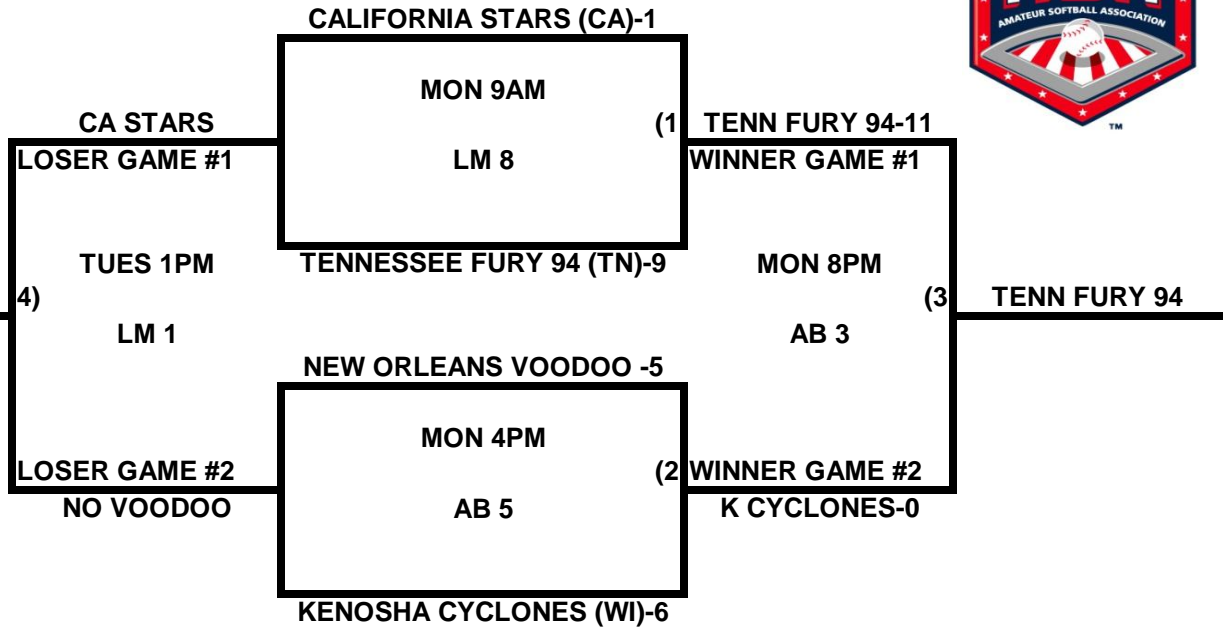 CALIFORNIA STARS (CA)-1
AMATEUR SOFTBALL ASSOCIATION
TM
MON 9AM
CA STARS
(1
TENN FURY 94-11
LOSER GAME #1
LM 8
WINNER GAME #1
TUES 1PM
TENNESSEE FURY 94 (TN)-9
MON 8PM
4)
(3
TENN FURY 94
LM 1
AB 3
NEW ORLEANS VOODOO -5
MON 4PM
LOSER GAME #2
(2
WINNER GAME #2
NO VOODOO
AB 5
K CYCLONES-0
KENOSHA CYCLONES (WI)-6